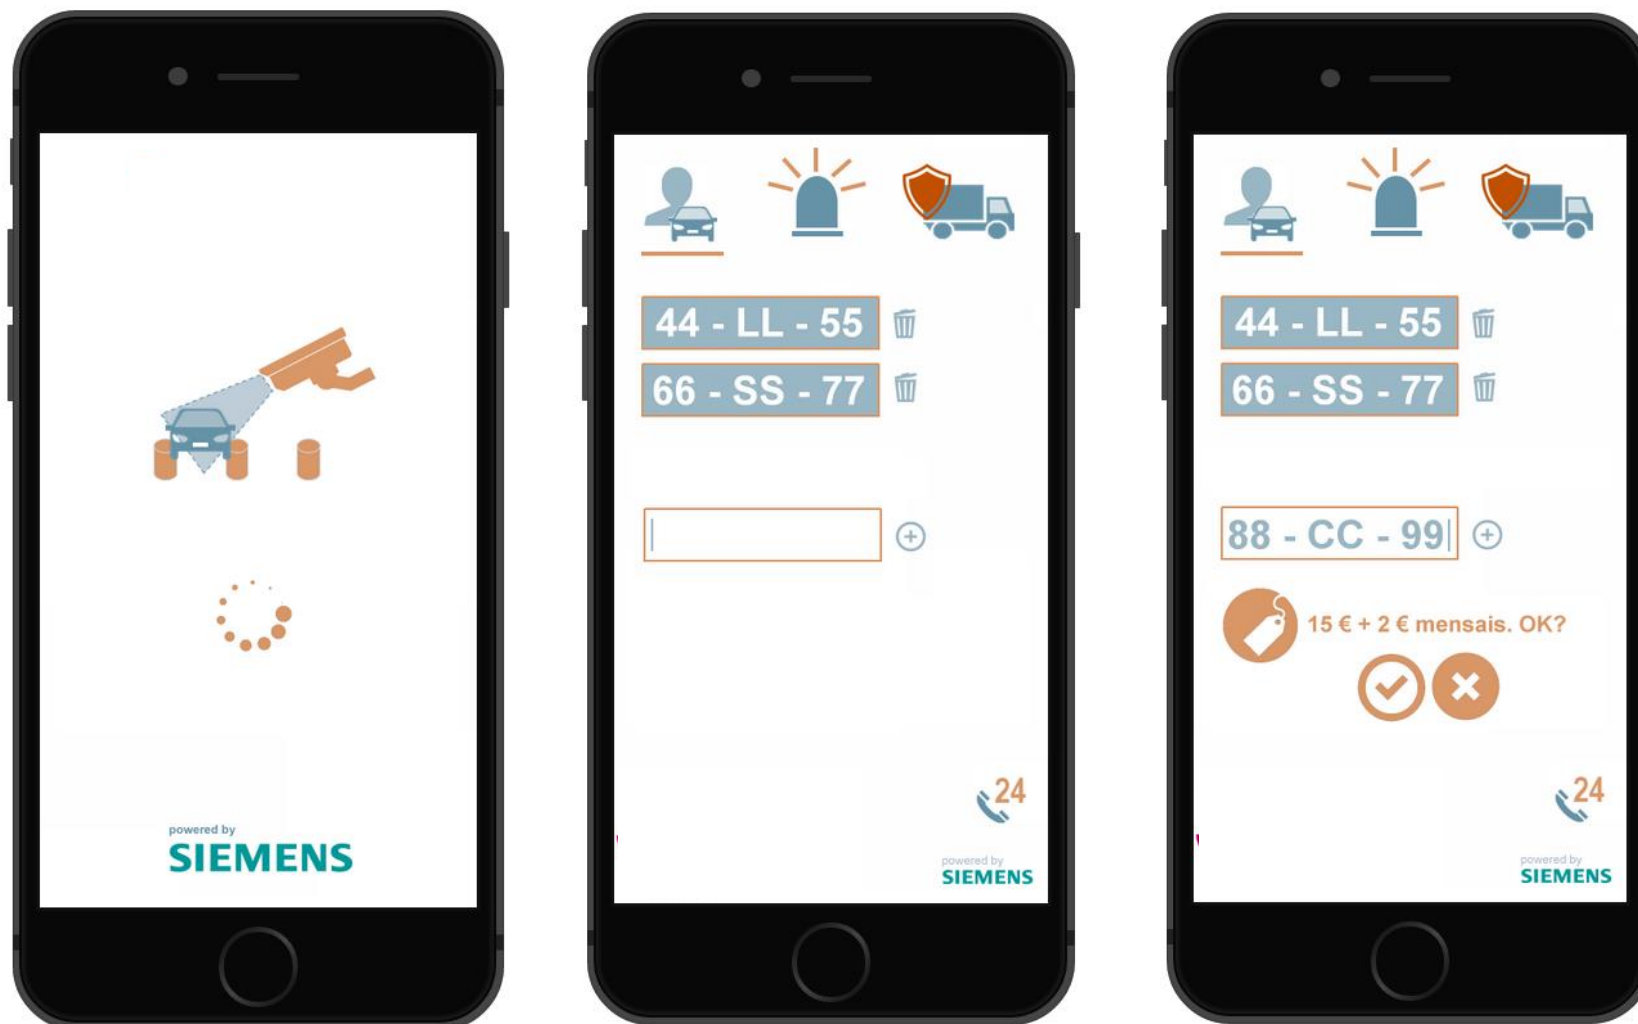 powered by
SIEMENS
44 - LL - 55
66 - SS - 77
24
powered by
SIEMENS
44 - LL - 55
66 - SS - 77
88 - CC - 99
15 € + 2 € mensais. OK?
24
powered by
SIEMENS